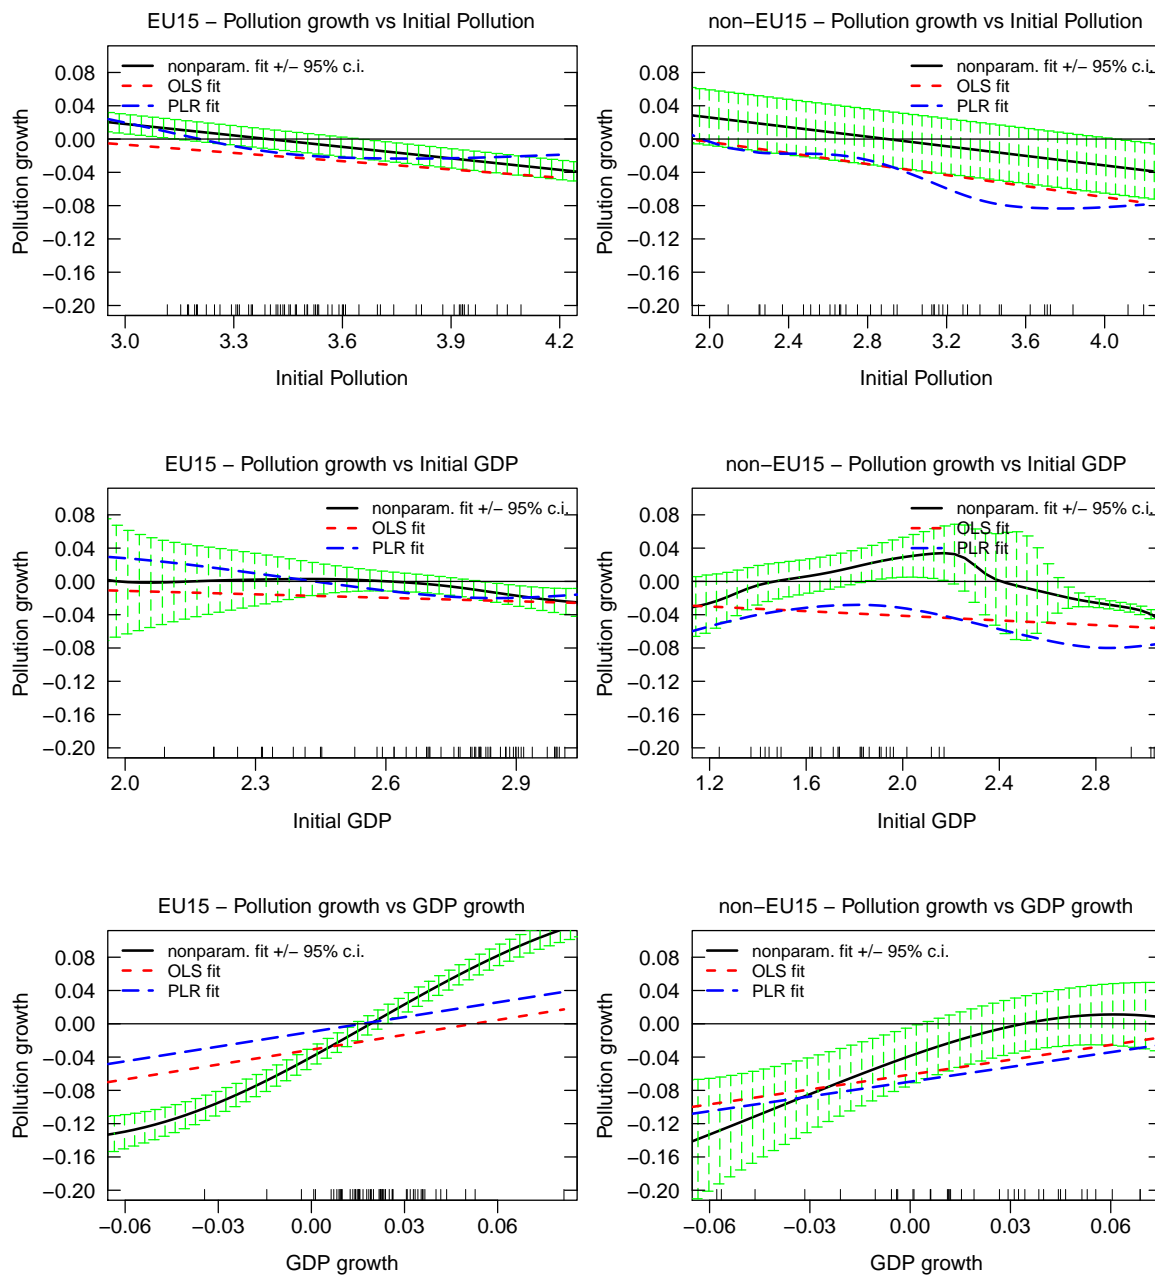 EU15 − Pollution growth vs Initial Pollution
nonparam. fit +/− 95% c.i.
OLS fit
PLR fit
0.08
0.04
0.00
−0.04
−0.08
−0.12
−0.16
−0.20
Pollution growth
3.0 3.3 3.6 3.9 4.2
Initial Pollution
non−EU15 − Pollution growth vs Initial Pollution
nonparam. fit +/− 95% c.i.
OLS fit
PLR fit
0.08
0.04
0.00
−0.04
−0.08
−0.12
−0.16
−0.20
Pollution growth
2.0 2.4 2.8 3.2 3.6 4.0
Initial Pollution
EU15 − Pollution growth vs Initial GDP
nonparam. fit +/− 95% c.i.
OLS fit
PLR fit
0.08
0.04
0.00
−0.04
−0.08
−0.12
−0.16
−0.20
Pollution growth
2.0 2.3 2.6 2.9
Initial GDP
non−EU15 − Pollution growth vs Initial GDP
nonparam. fit +/− 95% c.i.
OLS fit
PLR fit
0.08
0.04
0.00
−0.04
−0.08
−0.12
−0.16
−0.20
Pollution growth
1.2 1.6 2.0 2.4 2.8
Initial GDP
EU15 − Pollution growth vs GDP growth
nonparam. fit +/− 95% c.i.
OLS fit
PLR fit
0.08
0.04
0.00
−0.04
−0.08
−0.12
−0.16
−0.20
Pollution growth
−0.06 −0.03 0.00 0.03 0.06
GDP growth
non−EU15 − Pollution growth vs GDP growth
nonparam. fit +/− 95% c.i.
OLS fit
PLR fit
0.08
0.04
0.00
−0.04
−0.08
−0.12
−0.16
−0.20
Pollution growth
−0.06 −0.03 0.00 0.03 0.06
GDP growth